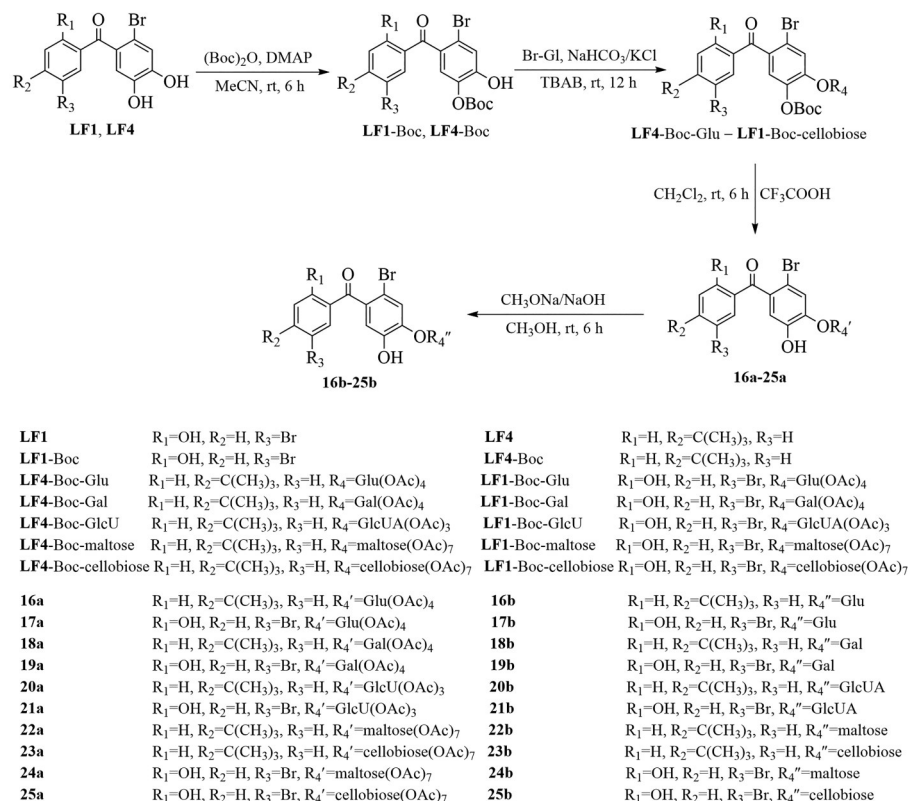 R1 O Br
R2 R3 OH OH
LF1, LF4
(Boc)2O, DMAP
MeCN, rt, 6 h
R1 O Br
R2 R3 OBoc OH
LF1-Boc, LF4-Boc
Br-Gl, NaHCO3/KCl
TBAB, rt, 12 h
R1 O Br
R2 R3 OBoc OR4
LF4-Boc-Glu – LF1-Boc-cellobiose
CH2Cl2, rt, 6 h CF3COOH
R1 O Br
R2 R3 OH OR4′
16a-25a
CH3ONa/NaOH
CH3OH, rt, 6 h
R1 O Br
R2 R3 OH OR4″
16b-25b
LF1 R1=OH, R2=H, R3=Br LF4 R1=H, R2=C(CH3)3, R3=H
LF1-Boc R1=OH, R2=H, R3=Br LF4-Boc R1=H, R2=C(CH3)3, R3=H
LF4-Boc-Glu R1=H, R2=C(CH3)3, R3=H, R4=Glu(OAc)4 LF1-Boc-Glu R1=OH, R2=H, R3=Br, R4=Glu(OAc)4
LF4-Boc-Gal R1=H, R2=C(CH3)3, R3=H, R4=Gal(OAc)4 LF1-Boc-Gal R1=OH, R2=H, R3=Br, R4=Gal(OAc)4
LF4-Boc-GlcU R1=H, R2=C(CH3)3, R3=H, R4=GlcUA(OAc)3 LF1-Boc-GlcU R1=OH, R2=H, R3=Br, R4=GlcUA(OAc)3
LF4-Boc-maltose R1=H, R2=C(CH3)3, R3=H, R4=maltose(OAc)7 LF1-Boc-maltose R1=OH, R2=H, R3=Br, R4=maltose(OAc)7
LF4-Boc-cellobiose R1=H, R2=C(CH3)3, R3=H, R4=cellobiose(OAc)7 LF1-Boc-cellobiose R1=OH, R2=H, R3=Br, R4=cellobiose(OAc)7
16a R1=H, R2=C(CH3)3, R3=H, R4′=Glu(OAc)4 16b R1=H, R2=C(CH3)3, R3=H, R4″=Glu
17a R1=OH, R2=H, R3=Br, R4′=Glu(OAc)4 17b R1=OH, R2=H, R3=Br, R4″=Glu
18a R1=H, R2=C(CH3)3, R3=H, R4′=Gal(OAc)4 18b R1=H, R2=C(CH3)3, R3=H, R4″=Gal
19a R1=OH, R2=H, R3=Br, R4′=Gal(OAc)4 19b R1=OH, R2=H, R3=Br, R4″=Gal
20a R1=H, R2=C(CH3)3, R3=H, R4′=GlcU(OAc)3 20b R1=H, R2=C(CH3)3, R3=H, R4″=GlcUA
21a R1=OH, R2=H, R3=Br, R4′=GlcU(OAc)3 21b R1=OH, R2=H, R3=Br, R4″=GlcUA
22a R1=H, R2=C(CH3)3, R3=H, R4′=maltose(OAc)7 22b R1=H, R2=C(CH3)3, R3=H, R4″=maltose
23a R1=H, R2=C(CH3)3, R3=H, R4′=cellobiose(OAc)7 23b R1=H, R2=C(CH3)3, R3=H, R4″=cellobiose
24a R1=OH, R2=H, R3=Br, R4′=maltose(OAc)7 24b R1=OH, R2=H, R3=Br, R4″=maltose
25a R1=OH, R2=H, R3=Br, R4′=cellobiose(OAc)7 25b R1=OH, R2=H, R3=Br, R4″=cellobiose